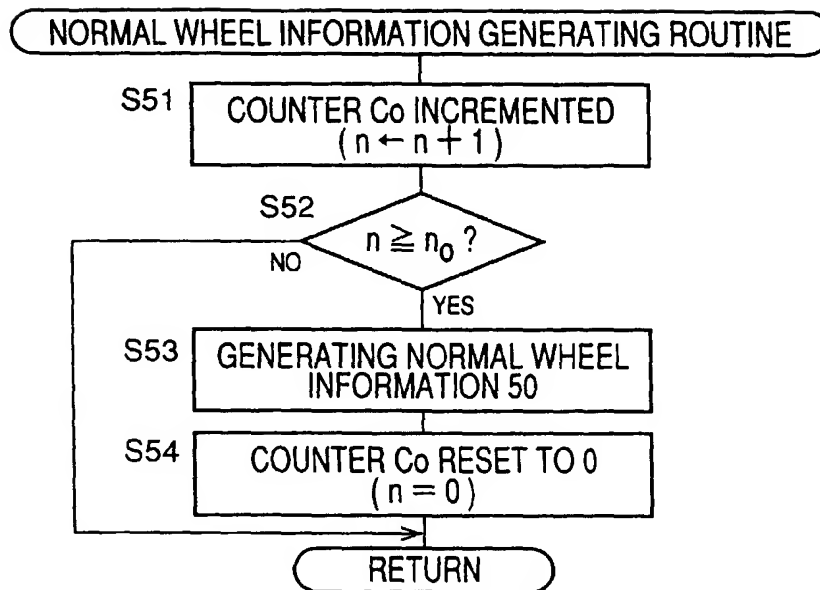 NORMAL WHEEL INFORMATION GENERATING ROUTINE
S51
COUNTER Co INCREMENTED
(n ← n + 1)
S52
n ≧ n₀ ?
NO
YES
S53
GENERATING NORMAL WHEEL
INFORMATION 50
S54
COUNTER Co RESET TO 0
(n = 0)
RETURN